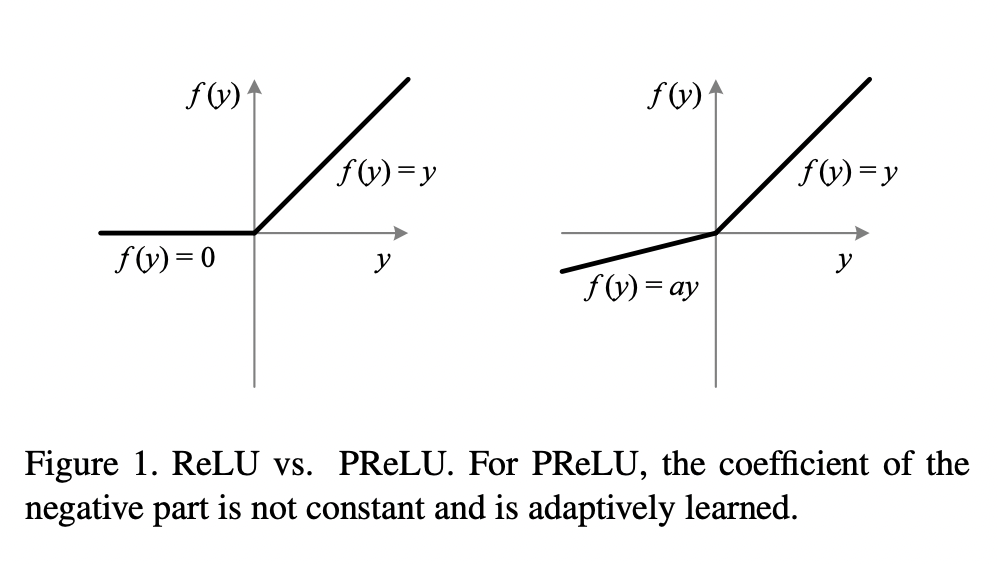 f(y)
f(y) = y
f(y) = 0
y
f(y)
f(y) = y
f(y) = ay
y
Figure 1. ReLU vs. PReLU. For PReLU, the coefficient of the
negative part is not constant and is adaptively learned.